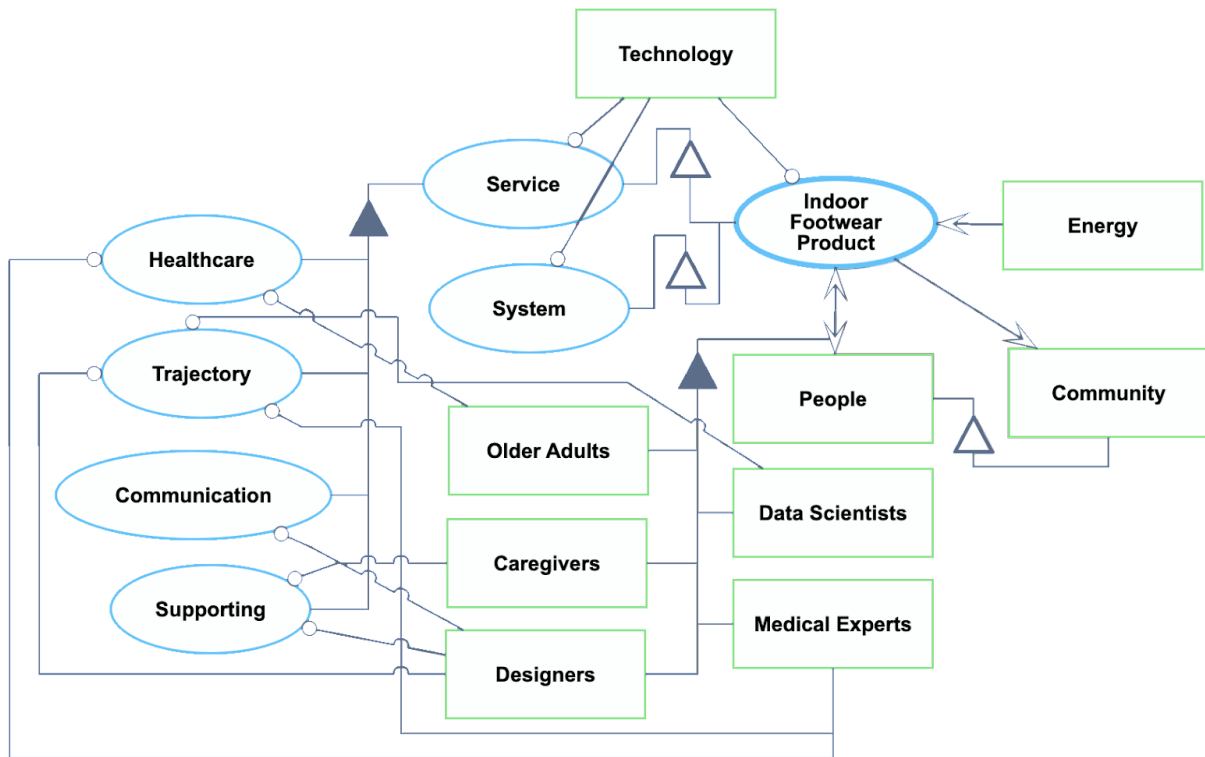 Technology
Service
Indoor
Footwear
Product
Energy
Healthcare
System
Trajectory
People
Community
Older Adults
Communication
Data Scientists
Caregivers
Supporting
Medical Experts
Designers